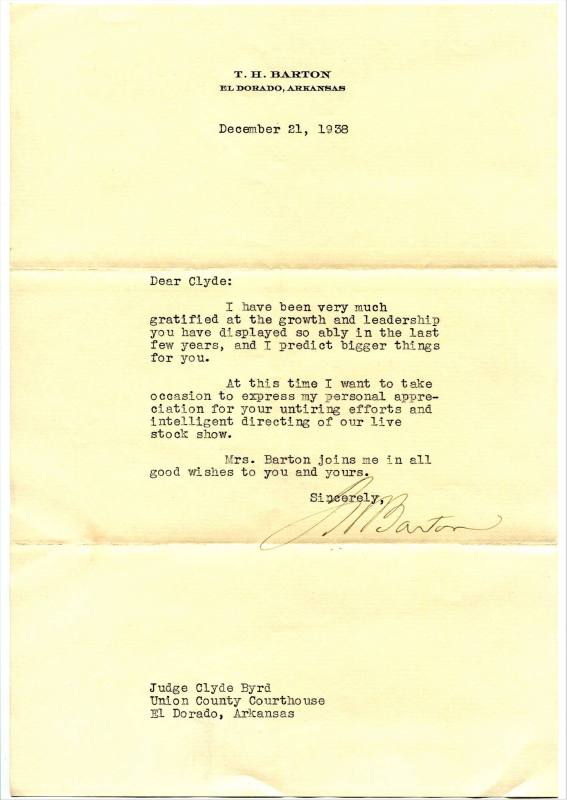 T. H. BARTON
EL DORADO, ARKANSAS
December 21, 1938
Dear Clyde:
I have been very much
gratified at the growth and leadership
you have displayed so ably in the last
few years, and I predict bigger things
for you.
At this time I want to take
occasion to express my personal appre-
ciation for your untiring efforts and
intelligent directing of our live
stock show.
Mrs. Barton joins me in all
good wishes to you and yours.
Sincerely,
T H Barton
Judge Clyde Byrd
Union County Courthouse
El Dorado, Arkansas